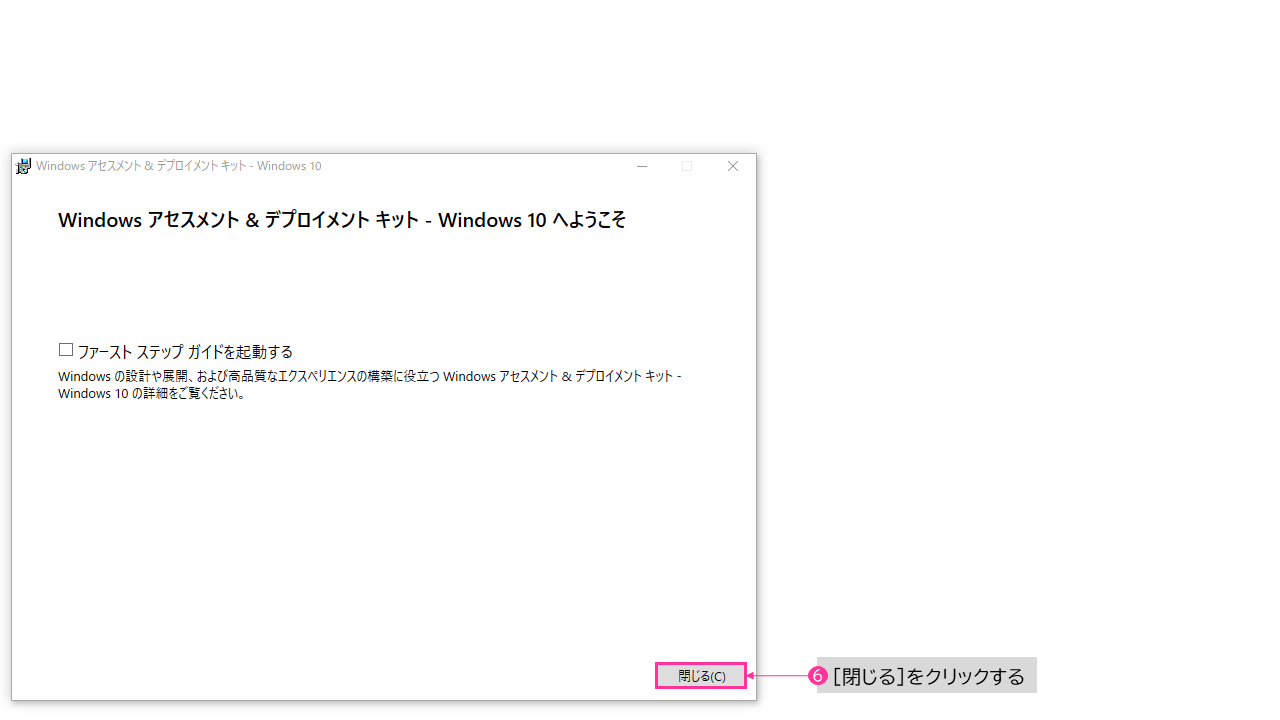 Windows アセスメント & デプロイメント キット - Windows 10
Windows アセスメント & デプロイメント キット - Windows 10 へようこそ
ファースト ステップ ガイドを起動する
Windows の設計や展開、および高品質なエクスペリエンスの構築に役立つ Windows アセスメント & デプロイメント キット -
Windows 10 の詳細をご覧ください。
閉じる(C)
❻ [閉じる]をクリックする